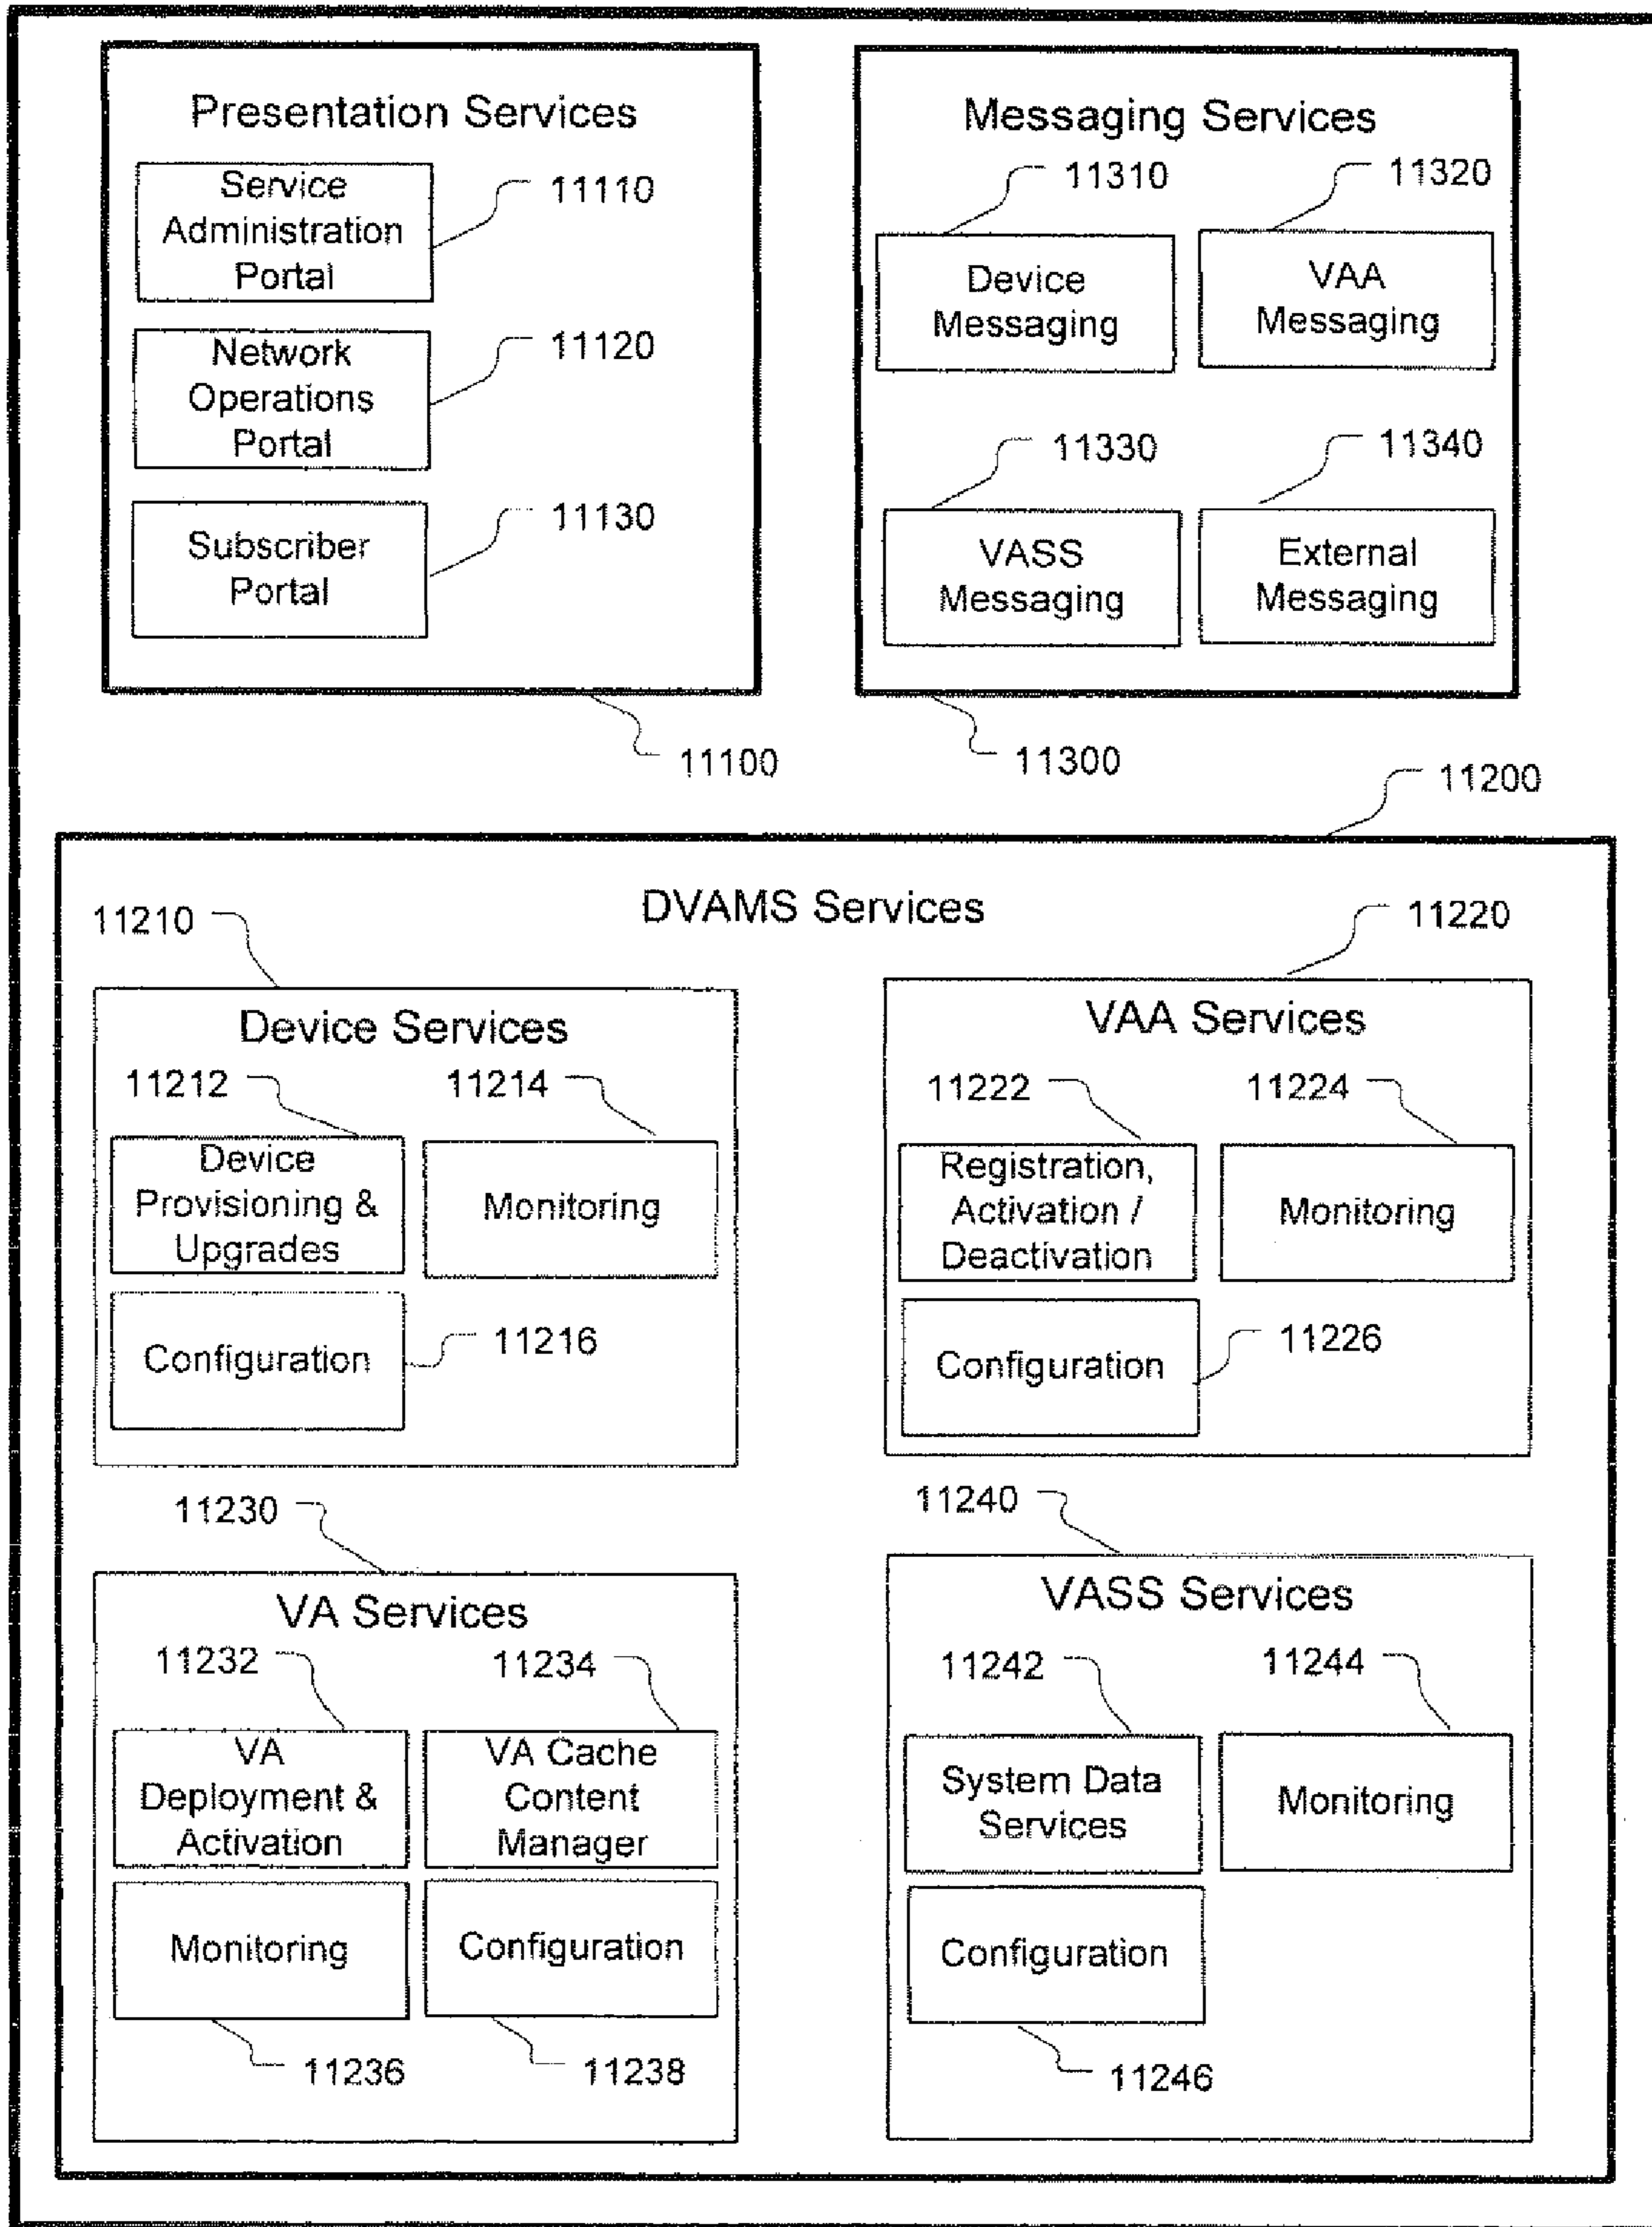 Presentation Services
Service
Administration
Portal
11110
Network
Operations
Portal
11120
Subscriber
Portal
11130
11100
Messaging Services
11310
11320
Device
Messaging
VAA
Messaging
11330
11340
VASS
Messaging
External
Messaging
11300
11200
DVAMS Services
11210
Device Services
11212
11214
Device
Provisioning &
Upgrades
Monitoring
Configuration
11216
11220
VAA Services
11222
11224
Registration,
Activation /
Deactivation
Monitoring
Configuration
11226
11230
VA Services
11232
11234
VA
Deployment &
Activation
VA Cache
Content
Manager
Monitoring
Configuration
11236
11238
11240
VASS Services
11242
11244
System Data
Services
Monitoring
Configuration
11246